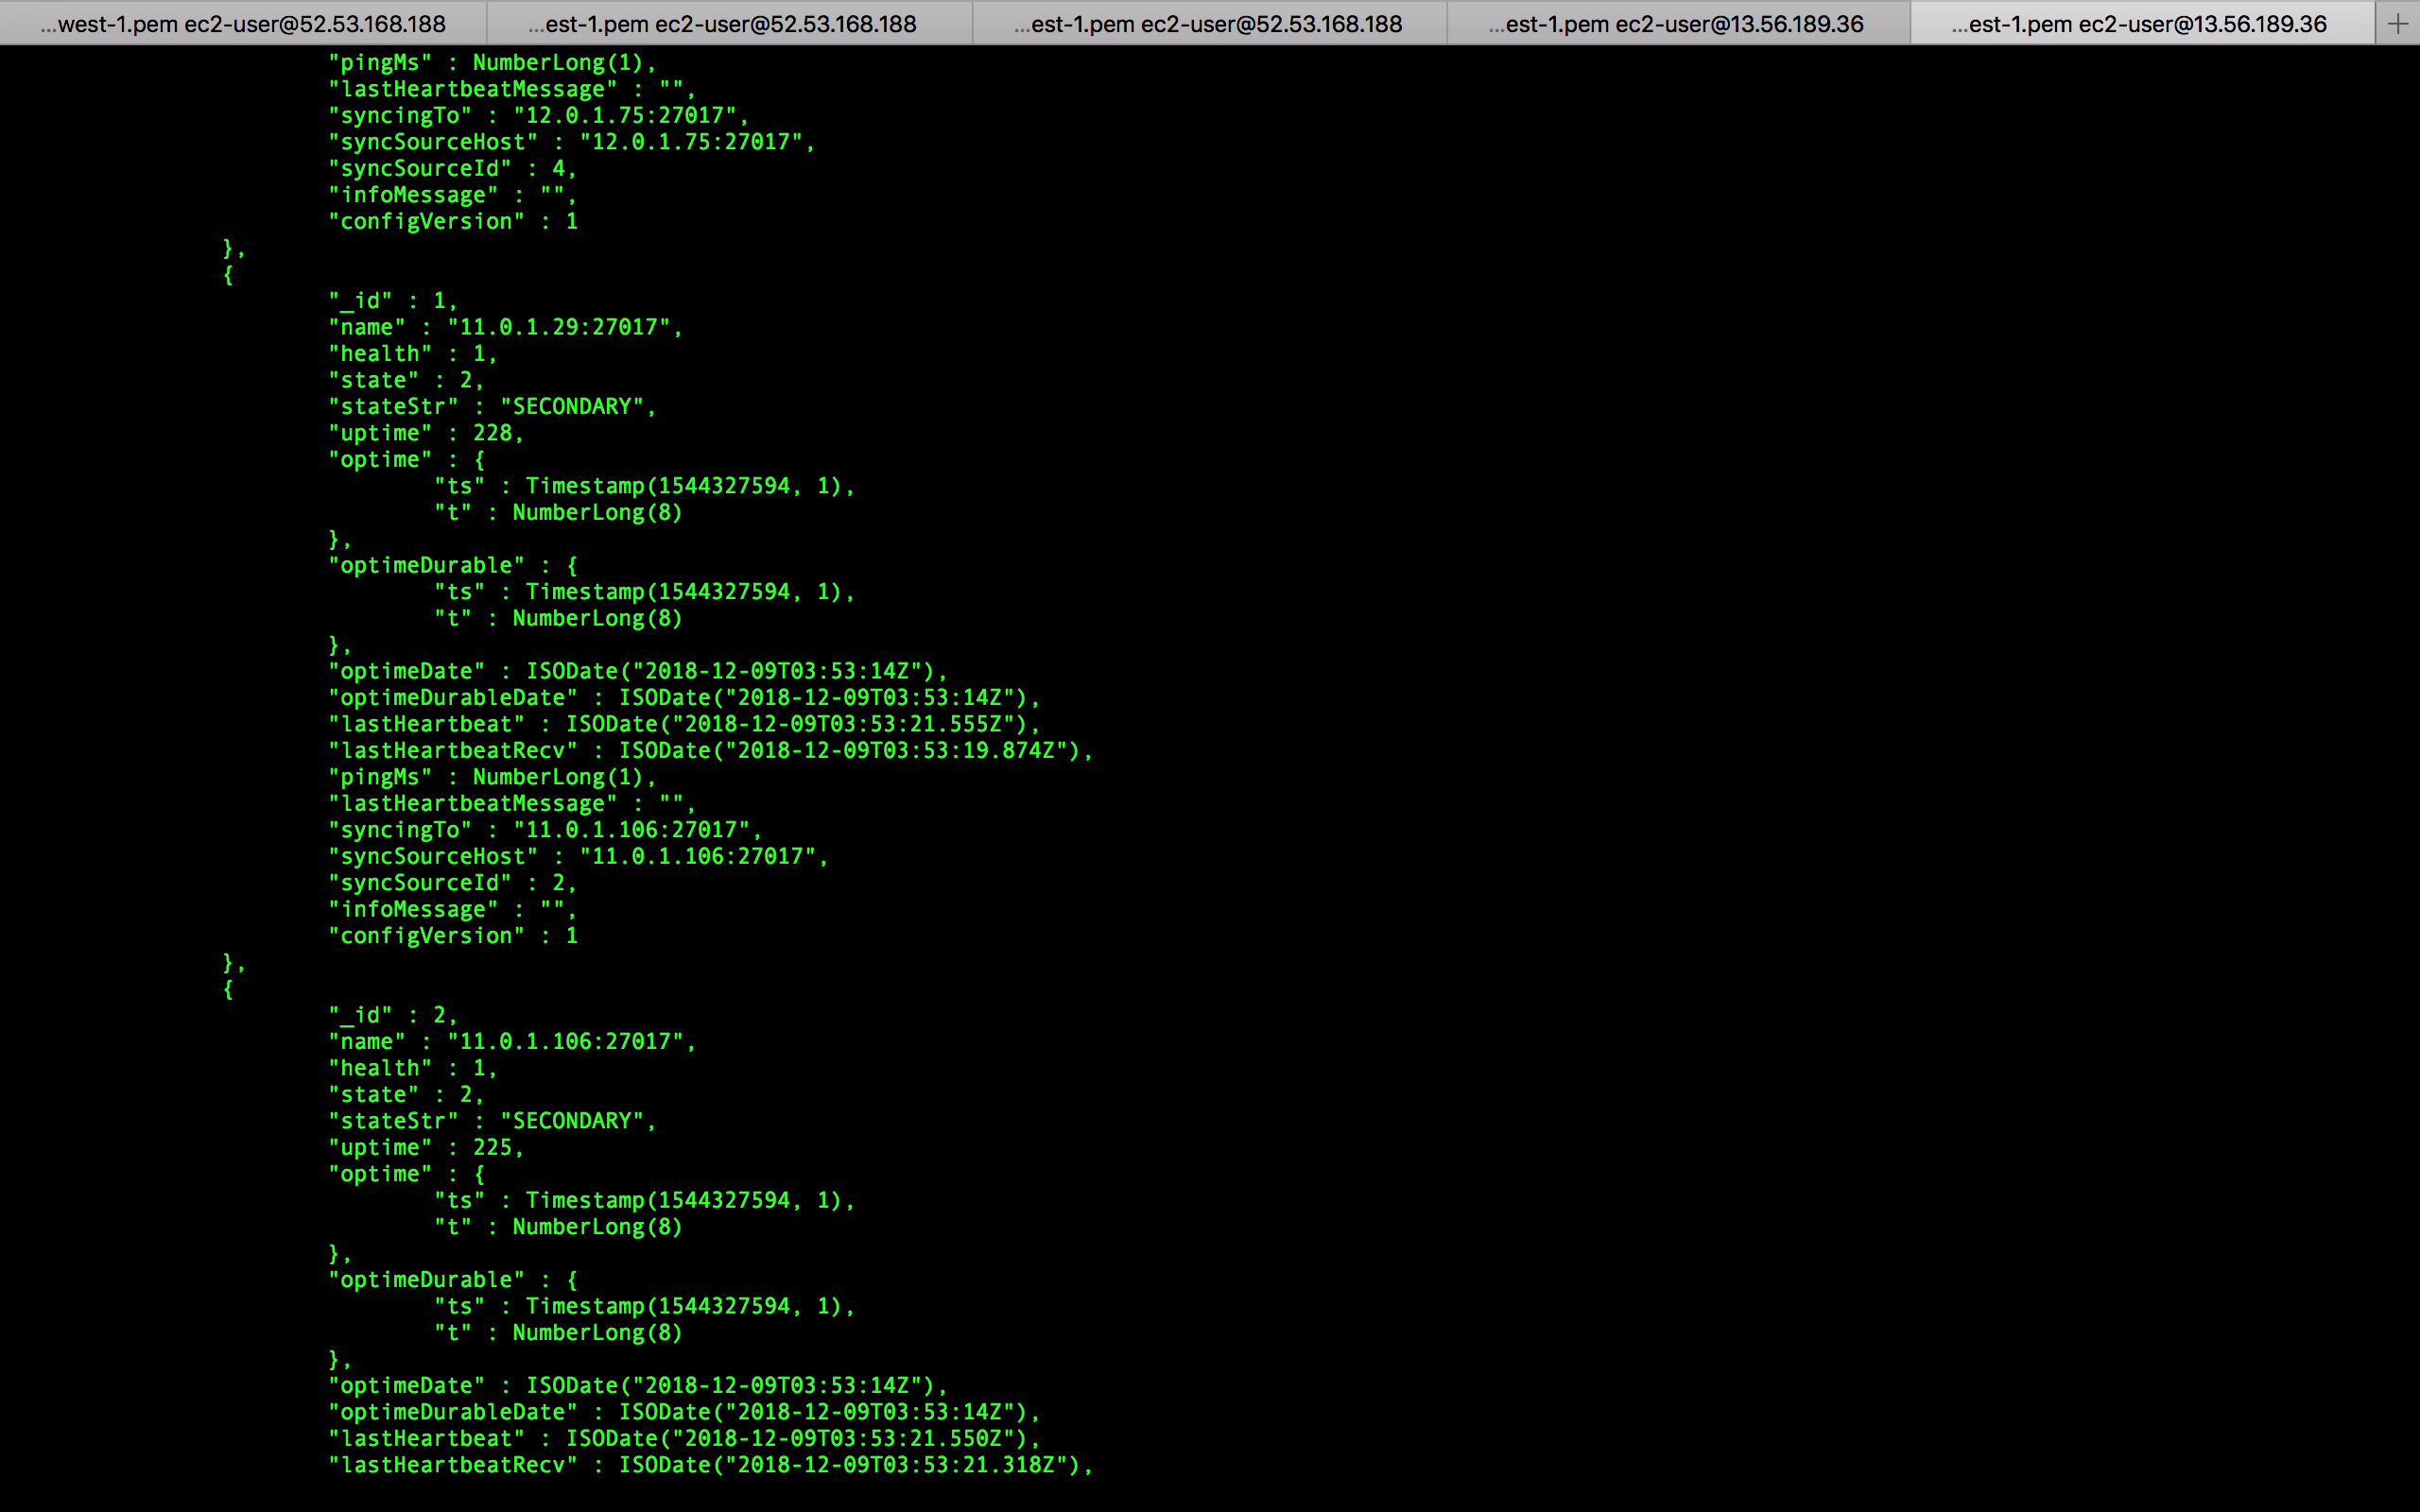 ...west-1.pem ec2-user@52.53.168.188
...est-1.pem ec2-user@52.53.168.188
...est-1.pem ec2-user@52.53.168.188
...est-1.pem ec2-user@13.56.189.36
...est-1.pem ec2-user@13.56.189.36
+
"pingMs" : NumberLong(1),
"lastHeartbeatMessage" : "",
"syncingTo" : "12.0.1.75:27017",
"syncSourceHost" : "12.0.1.75:27017",
"syncSourceId" : 4,
"infoMessage" : "",
"configVersion" : 1
},
{
"_id" : 1,
"name" : "11.0.1.29:27017",
"health" : 1,
"state" : 2,
"stateStr" : "SECONDARY",
"uptime" : 228,
"optime" : {
"ts" : Timestamp(1544327594, 1),
"t" : NumberLong(8)
},
"optimeDurable" : {
"ts" : Timestamp(1544327594, 1),
"t" : NumberLong(8)
},
"optimeDate" : ISODate("2018-12-09T03:53:14Z"),
"optimeDurableDate" : ISODate("2018-12-09T03:53:14Z"),
"lastHeartbeat" : ISODate("2018-12-09T03:53:21.555Z"),
"lastHeartbeatRecv" : ISODate("2018-12-09T03:53:19.874Z"),
"pingMs" : NumberLong(1),
"lastHeartbeatMessage" : "",
"syncingTo" : "11.0.1.106:27017",
"syncSourceHost" : "11.0.1.106:27017",
"syncSourceId" : 2,
"infoMessage" : "",
"configVersion" : 1
},
{
"_id" : 2,
"name" : "11.0.1.106:27017",
"health" : 1,
"state" : 2,
"stateStr" : "SECONDARY",
"uptime" : 225,
"optime" : {
"ts" : Timestamp(1544327594, 1),
"t" : NumberLong(8)
},
"optimeDurable" : {
"ts" : Timestamp(1544327594, 1),
"t" : NumberLong(8)
},
"optimeDate" : ISODate("2018-12-09T03:53:14Z"),
"optimeDurableDate" : ISODate("2018-12-09T03:53:14Z"),
"lastHeartbeat" : ISODate("2018-12-09T03:53:21.550Z"),
"lastHeartbeatRecv" : ISODate("2018-12-09T03:53:21.318Z"),